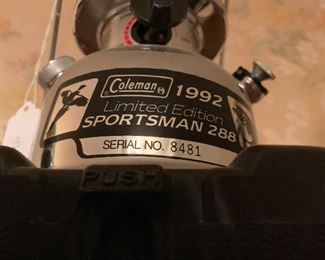 Coleman 1992
Limited Edition
SPORTSMAN 288
SERIAL NO. 8481
PUSH